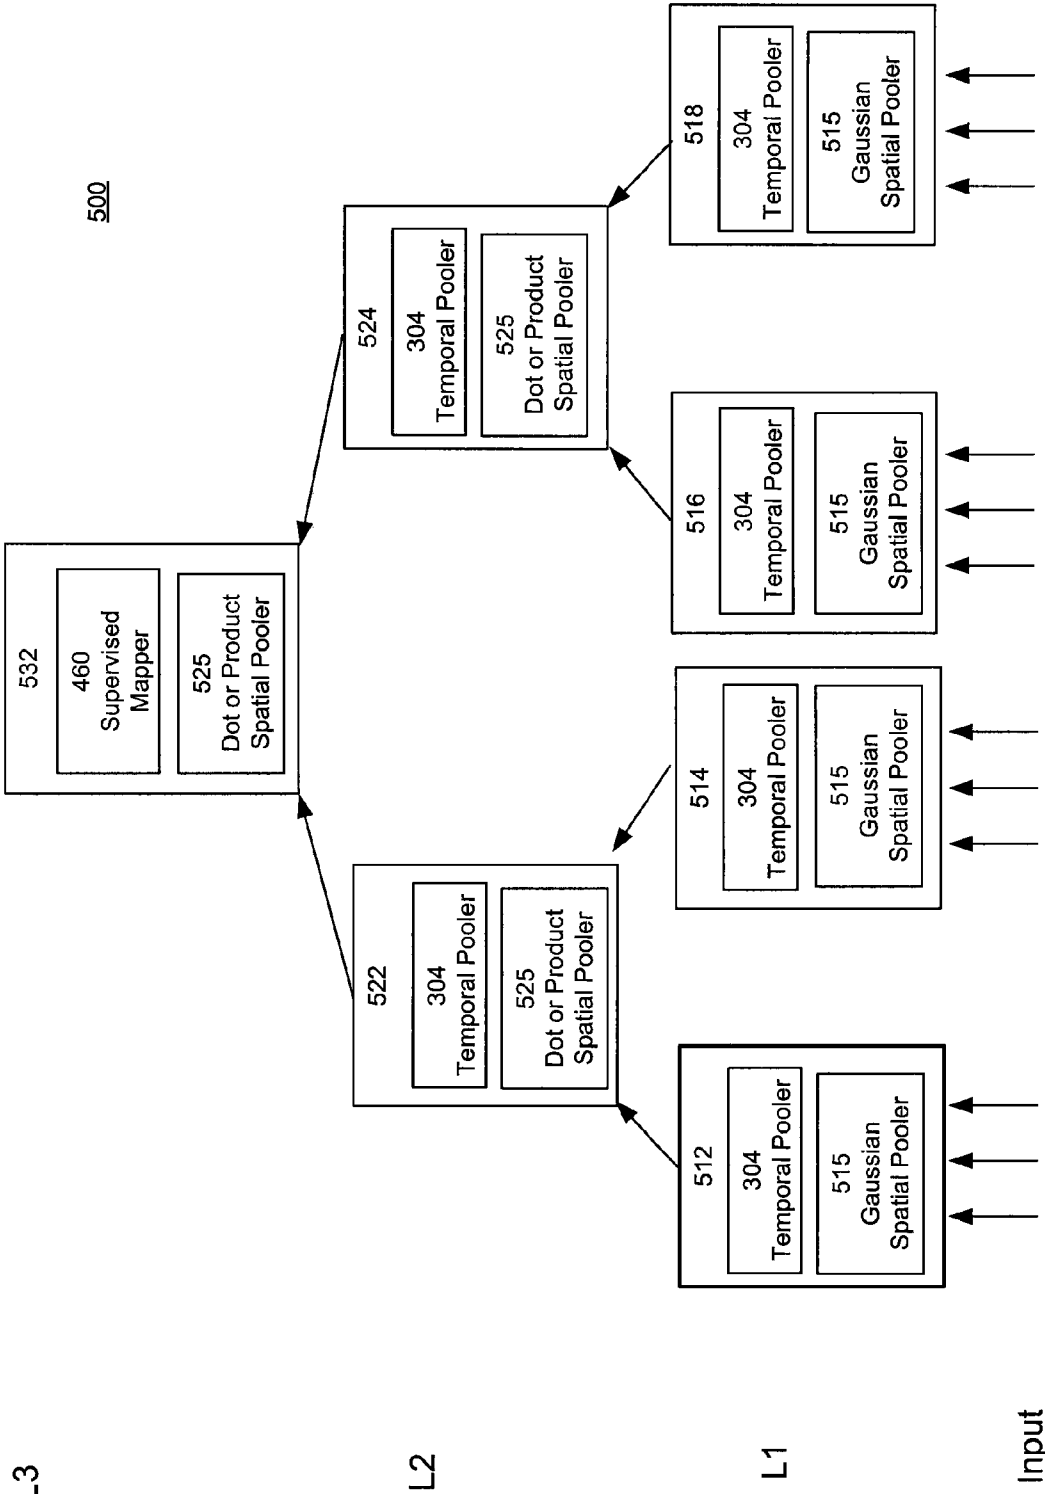 L3
532
460
Supervised
Mapper
525
Dot or Product
Spatial Pooler
500
L2
522
304
Temporal Pooler
525
Dot or Product
Spatial Pooler
524
304
Temporal Pooler
525
Dot or Product
Spatial Pooler
L1
512
304
Temporal Pooler
515
Gaussian
Spatial Pooler
514
304
Temporal Pooler
515
Gaussian
Spatial Pooler
516
304
Temporal Pooler
515
Gaussian
Spatial Pooler
518
304
Temporal Pooler
515
Gaussian
Spatial Pooler
Input